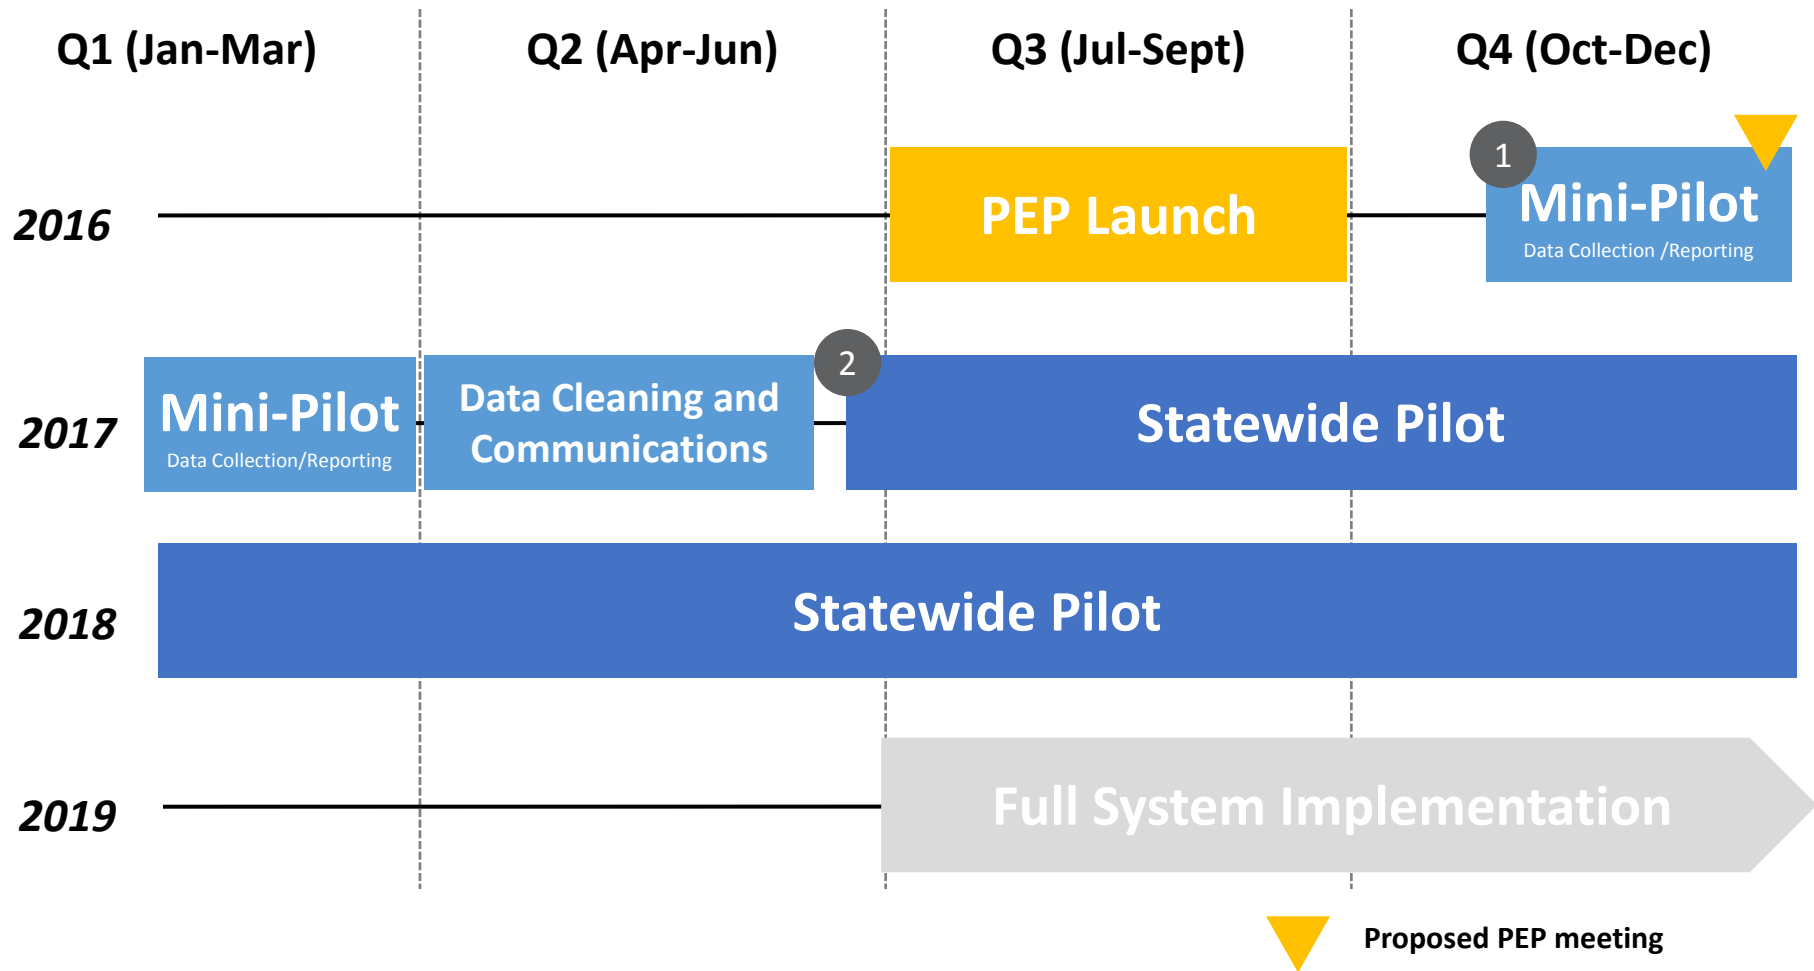 Q1 (Jan-Mar)
Q2 (Apr-Jun)
Q3 (Jul-Sept)
Q4 (Oct-Dec)
2016
PEP Launch
1
Mini-Pilot
Data Collection /Reporting
2017
Mini-Pilot
Data Collection/Reporting
Data Cleaning and
Communications
2
Statewide Pilot
2018
Statewide Pilot
2019
Full System Implementation
Proposed PEP meeting